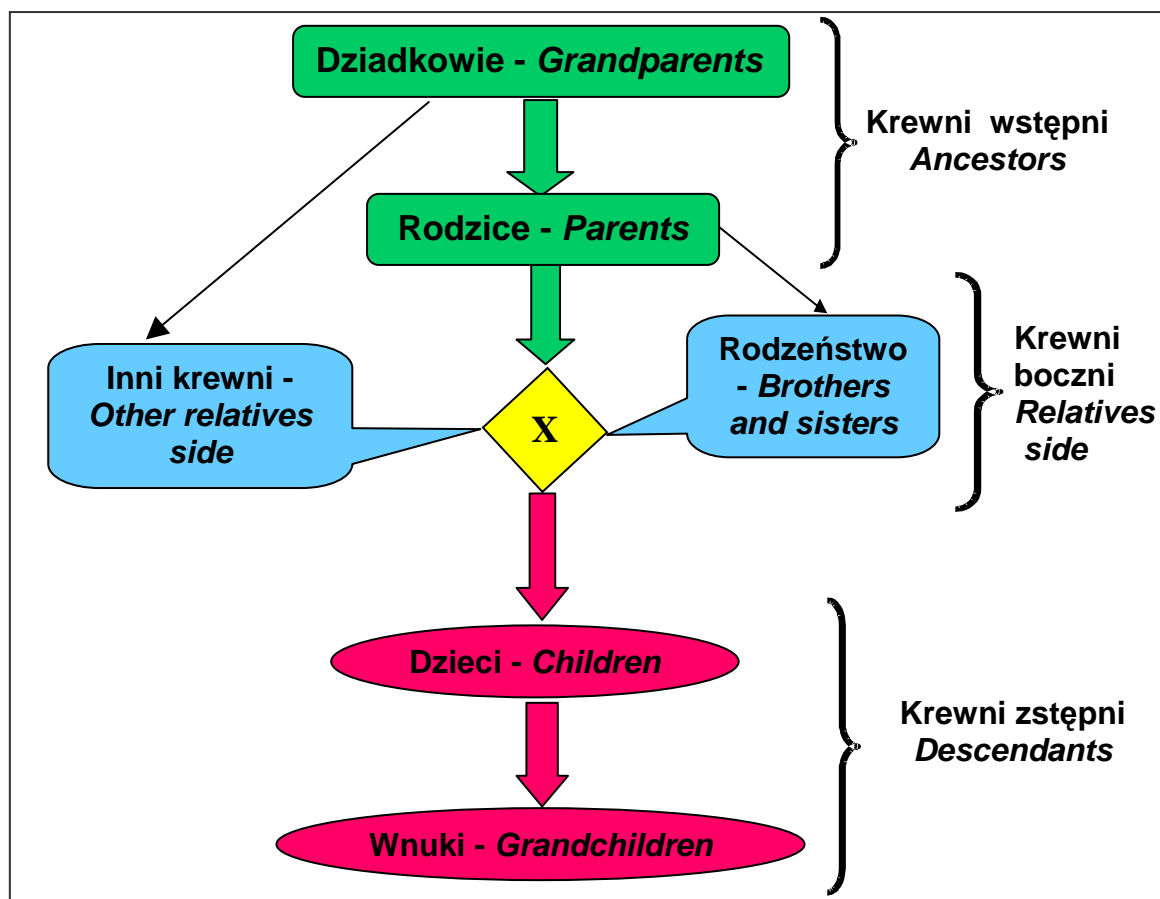 Dziadkowie - Grandparents
Krewni wstępni
Ancestors
Rodzice - Parents
Inni krewni -
Other relatives
side
X
Rodzeństwo
- Brothers
and sisters
Krewni
boczni
Relatives
side
Dzieci - Children
Krewni zstępni
Descendants
Wnuki - Grandchildren